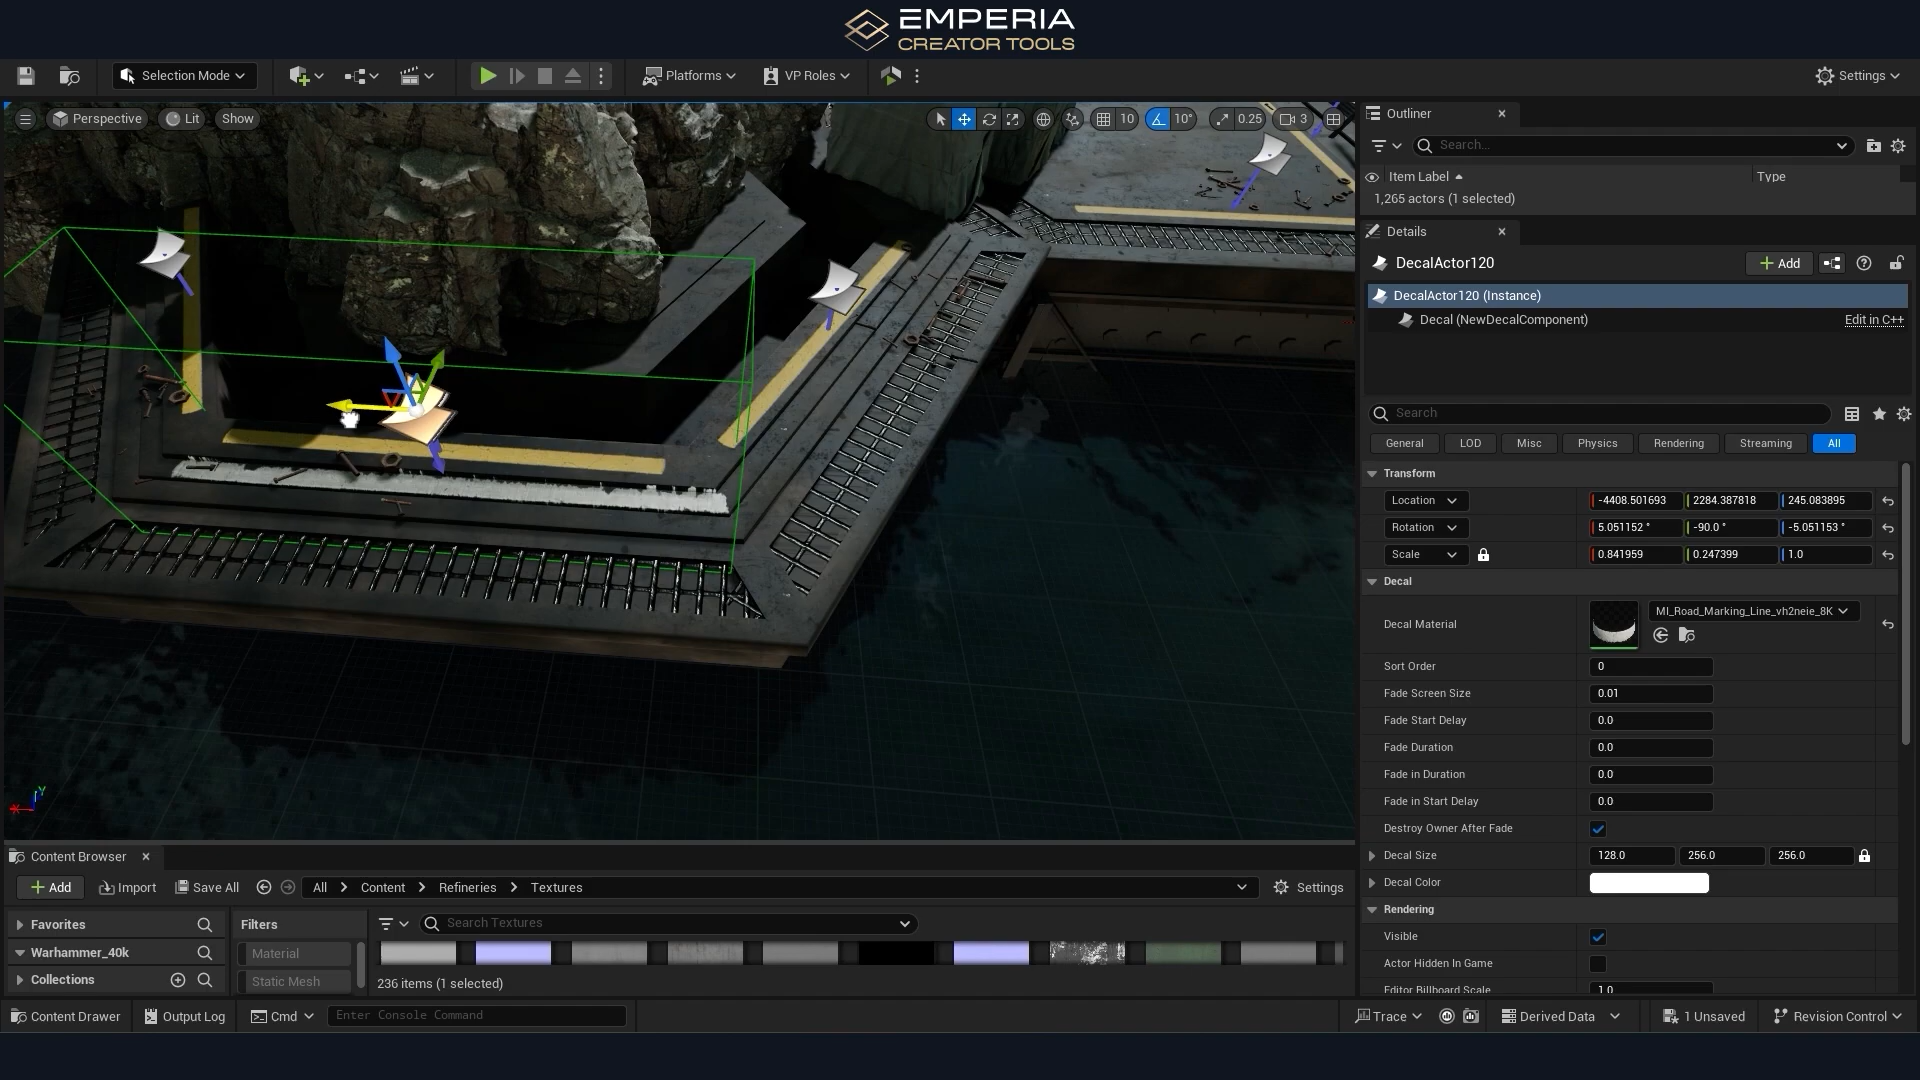 EMPERIA
CREATOR TOOLS
Selection Mode
Platforms
VP Roles
Settings
Perspective
Lit
Show
10
10°
0.25
3
Outliner
Search...
Item Label
Type
1,265 actors (1 selected)
Details
DecalActor120
Add
DecalActor120 (Instance)
Decal (NewDecalComponent)
Edit in C++
Search
General
LOD
Misc
Physics
Rendering
Streaming
All
Transform
Location
-4408.501693
2284.387818
245.083895
Rotation
5.051152 °
-90.0 °
-5.051153 °
Scale
0.841959
0.247399
1.0
Decal
Decal Material
MI_Road_Marking_Line_vh2neie_8K
Sort Order
0
Fade Screen Size
0.01
Fade Start Delay
0.0
Fade Duration
0.0
Fade in Duration
0.0
Fade in Start Delay
0.0
Destroy Owner After Fade
Decal Size
128.0
256.0
256.0
Decal Color
Rendering
Visible
Actor Hidden In Game
Editor Billboard Scale
1.0
X
Y
Content Browser
Add
Import
Save All
All
Content
Refineries
Textures
Settings
Favorites
Warhammer_40k
Collections
Filters
Material
Static Mesh
Search Textures
236 items (1 selected)
Content Drawer
Output Log
Cmd
Enter Console Command
Trace
Derived Data
1 Unsaved
Revision Control